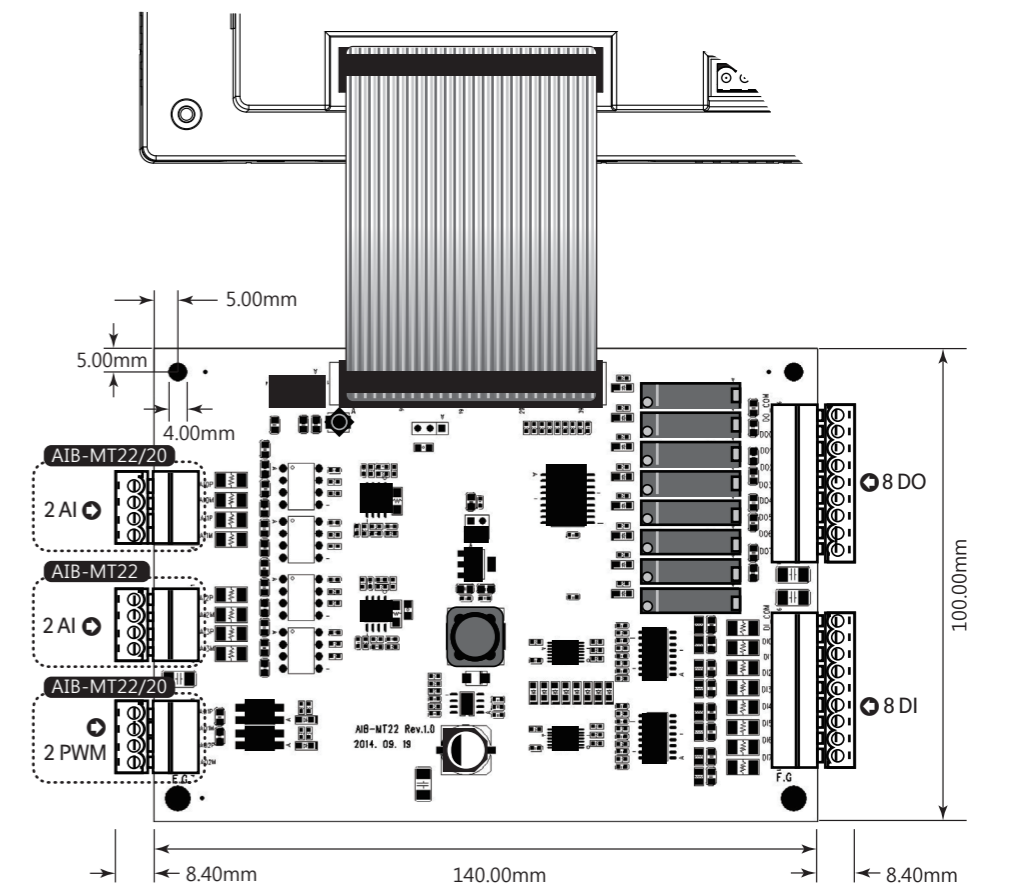 5.00mm
5.00mm
4.00mm
AIB-MT22/20
2 AI
AIB-MT22
2 AI
AIB-MT22/20
2 PWM
F.G
AIB-MT22 Rev.1.0
2014. 09. 19
DO_COM
8 DO
DI_COM
8 DI
F.G
100.00mm
8.40mm
140.00mm
8.40mm